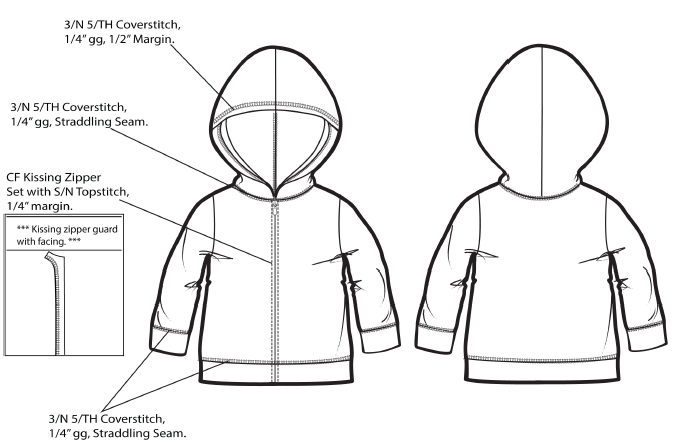 3/N 5/TH Coverstitch,
1/4" gg, 1/2" Margin.
3/N 5/TH Coverstitch,
1/4" gg, Straddling Seam.
CF Kissing Zipper
Set with S/N Topstitch,
1/4" margin.
*** Kissing zipper guard
with facing. ***
3/N 5/TH Coverstitch,
1/4" gg, Straddling Seam.